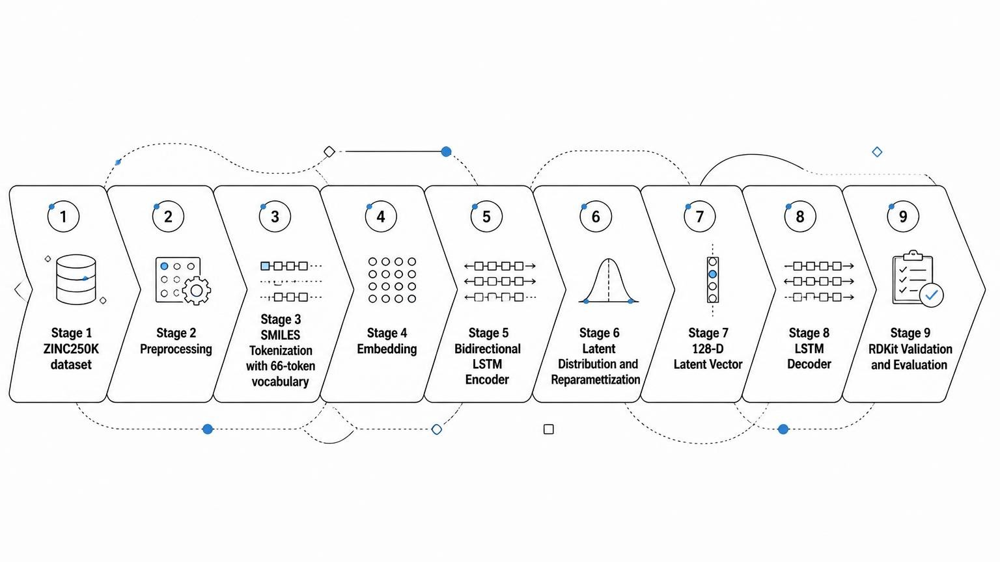 1
Stage 1
ZINC250K
dataset
2
Stage 2
Preprocessing
3
Stage 3
SMILES
Tokenization
with 66-token
vocabulary
4
Stage 4
Embedding
5
Stage 5
Bidirectional
LSTM
Encoder
6
Stage 6
Latent
Distribution and
Reparamettization
7
Stage 7
128-D
Latent Vector
8
Stage 8
LSTM
Decoder
9
Stage 9
RDKit Validation
and Evaluation